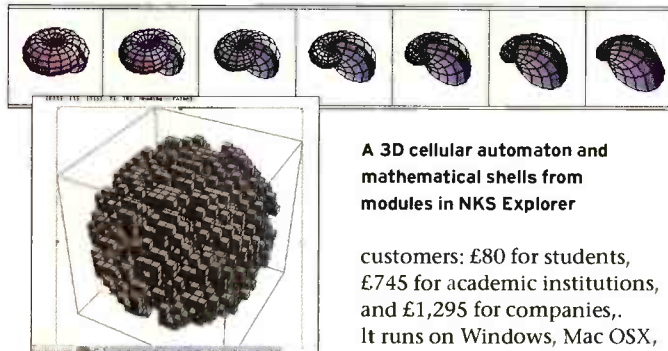 A 3D cellular automaton and
mathematical shells from
modules in NKS Explorer
customers: £80 for students,
£745 for academic institutions,
and £1,295 for companies,.
It runs on Windows, Mac OSX,